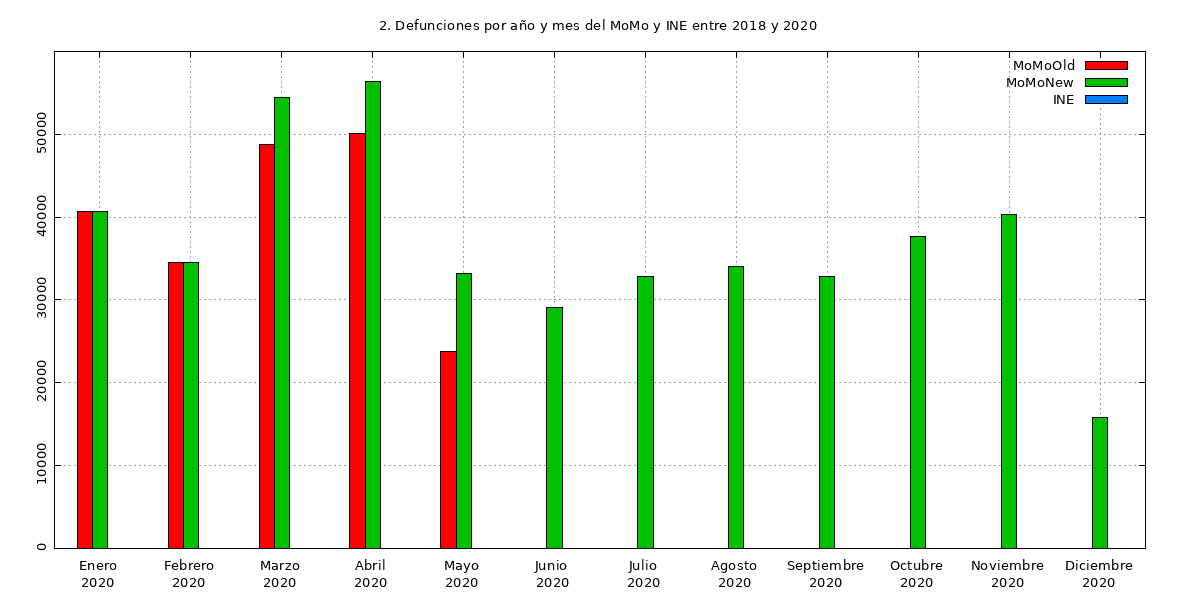 2. Defunciones por año y mes del MoMo y INE entre 2018 y 2020
MoMoOld
MoMoNew
INE
50000
40000
30000
20000
10000
0
Enero Febrero Marzo Abril Mayo Junio Julio Agosto Septiembre Octubre Noviembre Diciembre
2020 2020 2020 2020 2020 2020 2020 2020 2020 2020 2020 2020